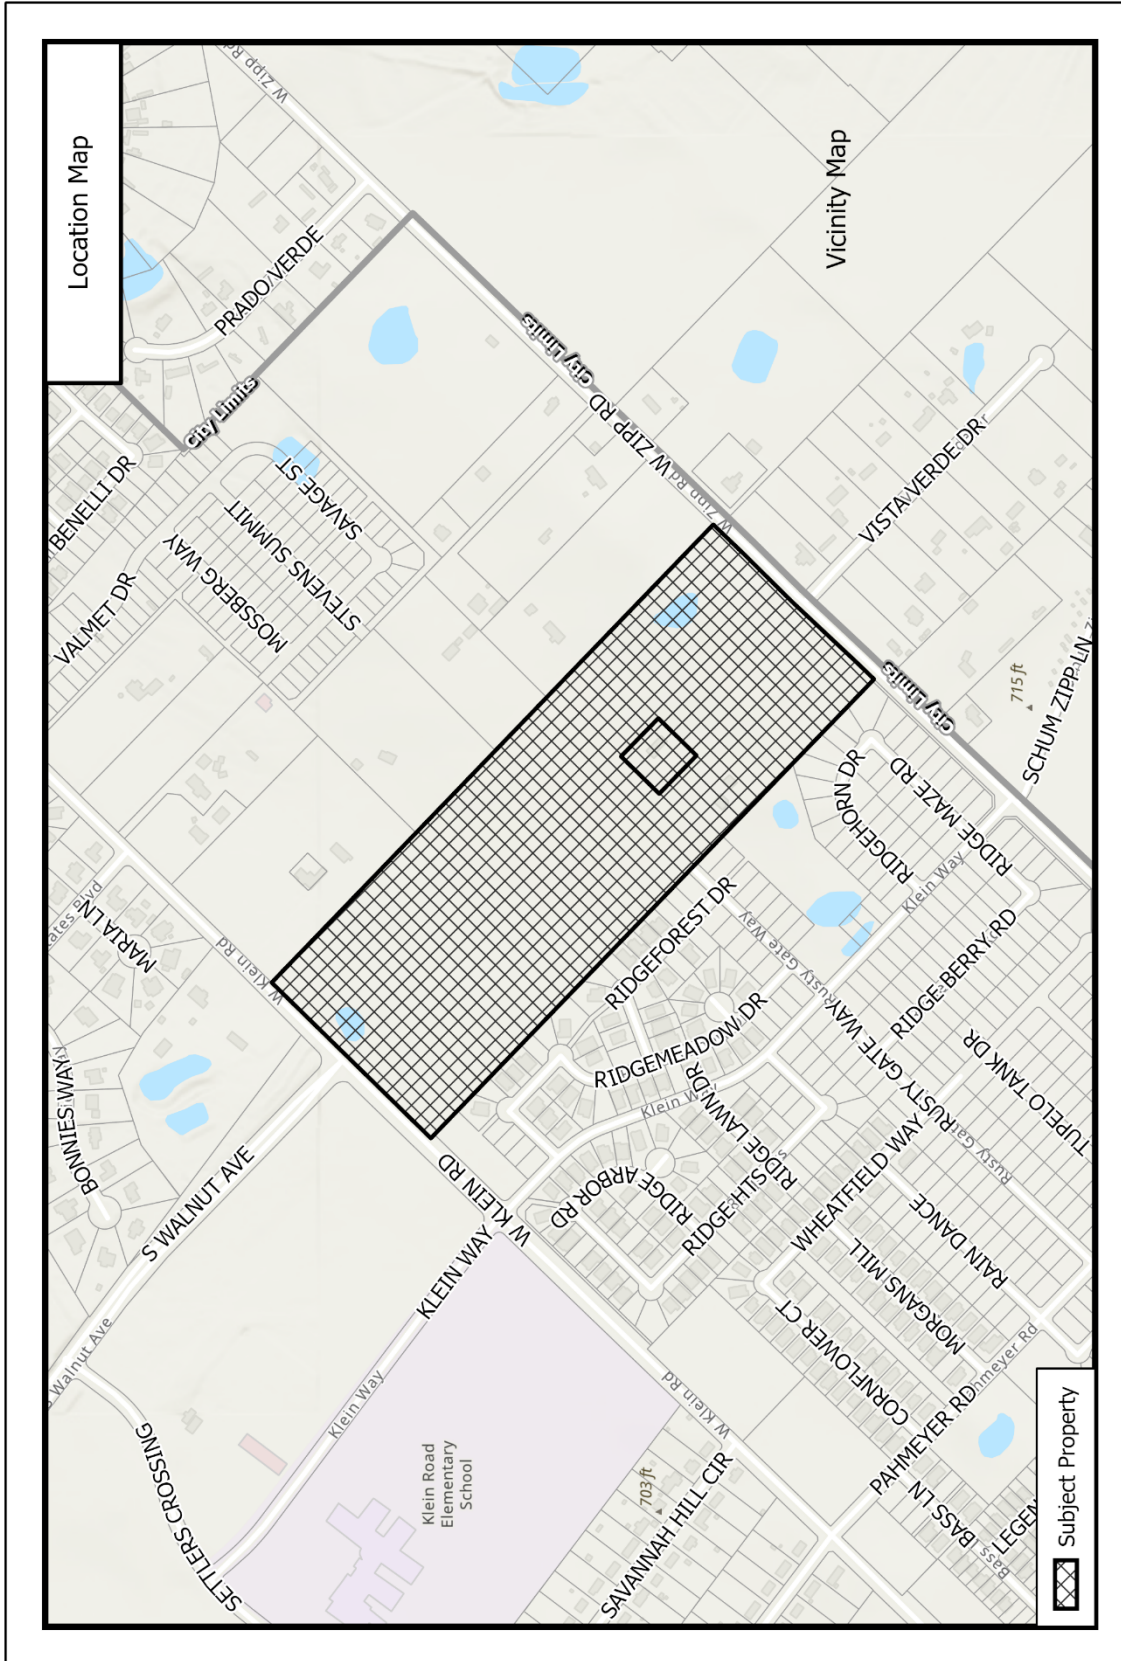 Location Map
W Zipp Rd
PRADO VERDE
City Limits
BENELLI DR
VALMET DR
MOSSBERG WAY
STEVENS SUMMIT
SAVAGE ST
City Limits
W ZIPP RD
W Zipp Rd
Vicinity Map
VISTA VERDE DR
City Limits
715 ft
SCHUM ZIPP LN
MARIA LN
W Klein Rd
BONNIES WAY
S WALNUT AVE
S Walnut Ave
SETTLERS CROSSING
W KLEIN RD
KLEIN WAY
Klein Way
Klein Road
Elementary
School
W Klein Rd
703 ft
SAVANNAH HILL CIR
RIDGEHORN DR
RIDGE MAZE RD
Klein Way
RIDGE BERRY RD
RIDGEFOREST DR
Rusty Gate Way
RUSTY GATE WAY
Rusty Gate Way
RIDGEMEADOW DR
Klein Way
RIDGE LAWN DR
RIDGE ARBOR RD
RIDGE HTS
TUPELO TANK DR
WHEATFIELD WAY
RAIN DANCE
MORGANS MILL
CORNFLOWER CT
PAHMEYER RD
BASS LN
Bass
LEGEN
Subject Property